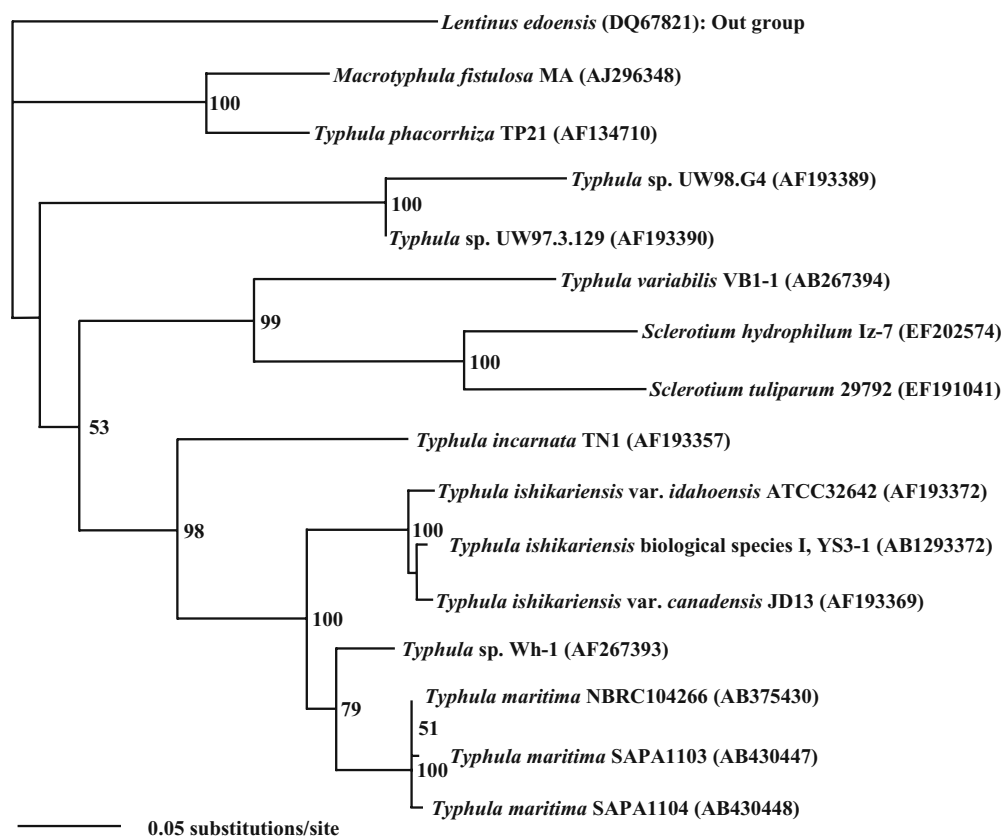 Lentinus edoensis (DQ67821): Out group
Macrotyphula fistulosa MA (AJ296348)
100
Typhula phacorrhiza TP21 (AF134710)
Typhula sp. UW98.G4 (AF193389)
100
Typhula sp. UW97.3.129 (AF193390)
Typhula variabilis VB1-1 (AB267394)
99
Sclerotium hydrophilum Iz-7 (EF202574)
100
Sclerotium tuliparum 29792 (EF191041)
53
Typhula incarnata TN1 (AF193357)
98
Typhula ishikariensis var. idahoensis ATCC32642 (AF193372)
100
Typhula ishikariensis biological species I, YS3-1 (AB1293372)
Typhula ishikariensis var. canadensis JD13 (AF193369)
100
Typhula sp. Wh-1 (AF267393)
79
Typhula maritima NBRC104266 (AB375430)
51
Typhula maritima SAPA1103 (AB430447)
100
Typhula maritima SAPA1104 (AB430448)
0.05 substitutions/site